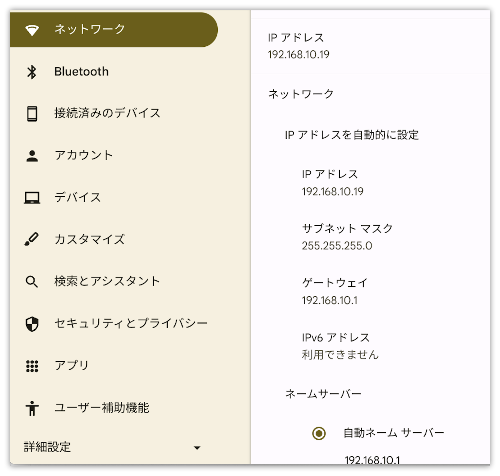 ネットワーク
Bluetooth
接続済みのデバイス
アカウント
デバイス
カスタマイズ
検索とアシスタント
セキュリティとプライバシー
アプリ
ユーザー補助機能
詳細設定
IP アドレス
192.168.10.19
ネットワーク
IP アドレスを自動的に設定
IP アドレス
192.168.10.19
サブネット マスク
255.255.255.0
ゲートウェイ
192.168.10.1
IPv6 アドレス
利用できません
ネームサーバー
自動ネーム サーバー
192.168.10.1